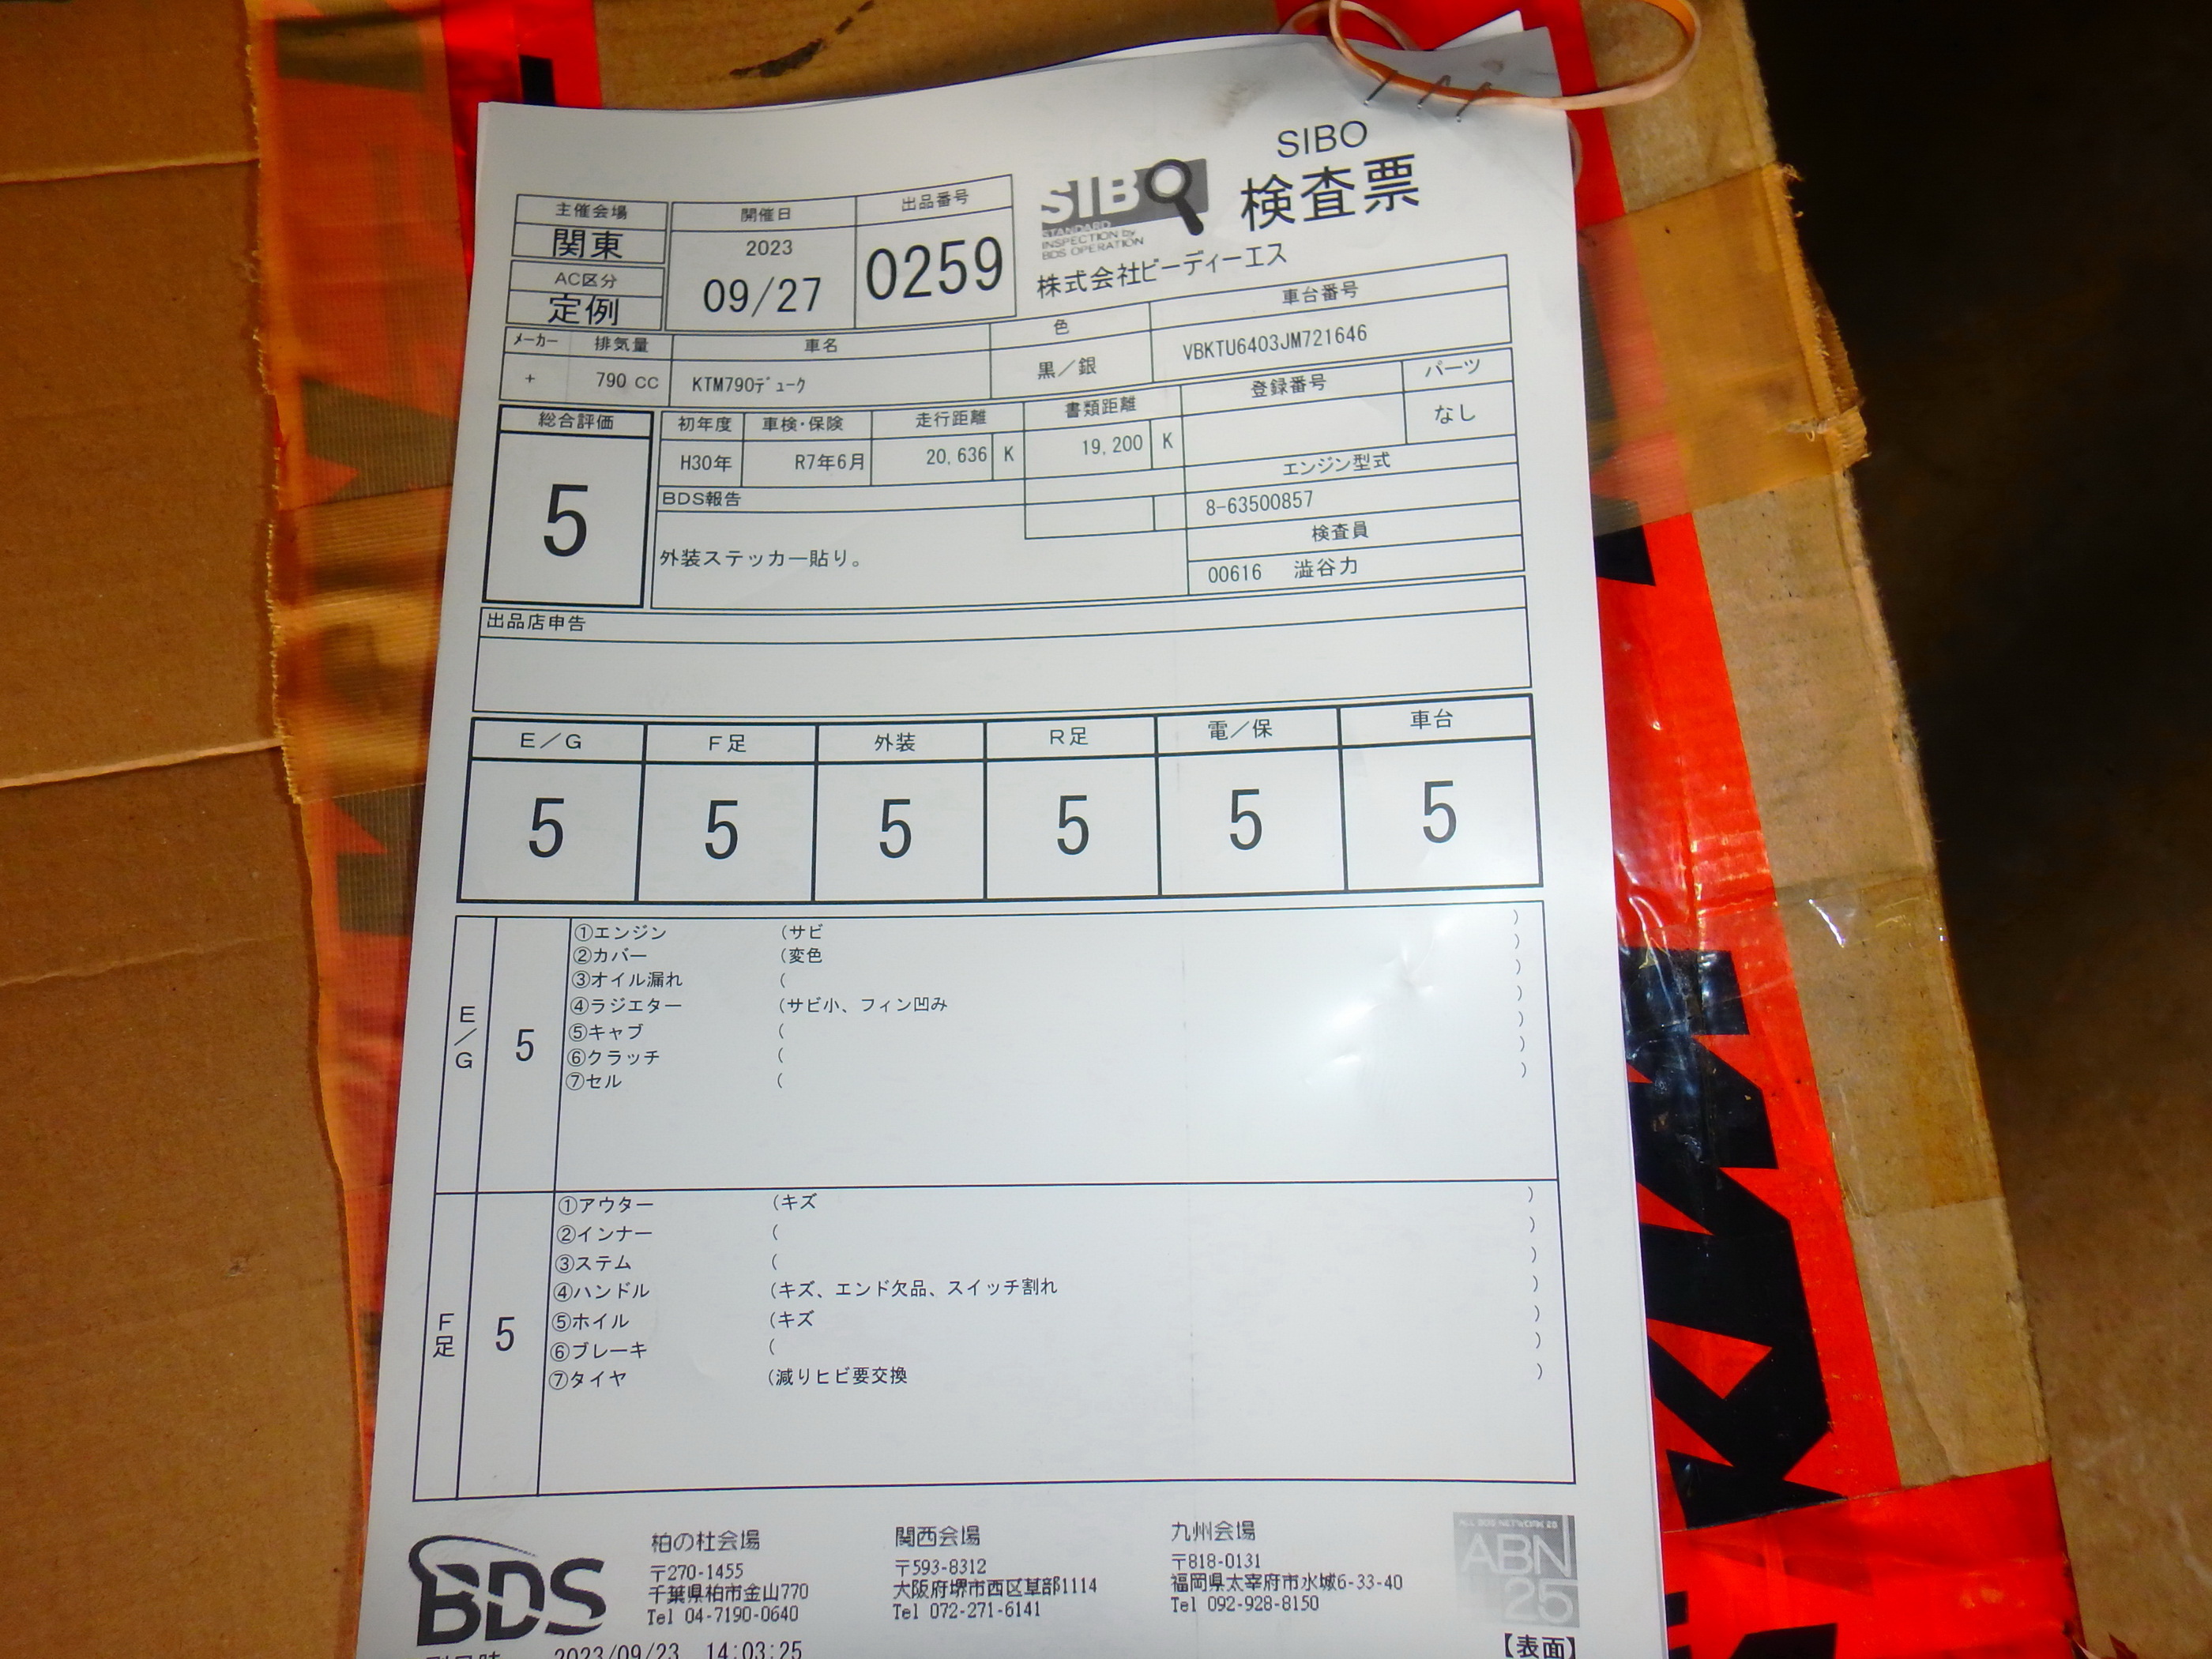 SIBO
SIBO
STANDARD
INSPECTION by
BDS OPERATION
検査票
株式会社ビーディーエス
主催会場 開催日 出品番号
関東 2023
AC区分 09/27 0259
定例
メーカー 排気量 車名 色 車台番号
+ 790 CC KTM790デューク 黒/銀 VBKTU6403JM721646
総合評価 初年度 車検・保険 走行距離 書類距離 登録番号 パーツ
5 H30年 R7年6月 20,636 K 19,200 K なし
BDS報告 エンジン型式
8-63500857
外装ステッカー貼り。 検査員
00616 澁谷力
出品店申告
E/G F足 外装 R足 電/保 車台
5 5 5 5 5 5
E/G 5
①エンジン (サビ )
②カバー (変色 )
③オイル漏れ ( )
④ラジエター (サビ小、フィン凹み )
⑤キャブ ( )
⑥クラッチ ( )
⑦セル ( )
F足 5
①アウター (キズ )
②インナー ( )
③ステム ( )
④ハンドル (キズ、エンド欠品、スイッチ割れ )
⑤ホイル (キズ )
⑥ブレーキ ( )
⑦タイヤ (減りヒビ要交換 )
BDS
柏の杜会場
〒270-1455
千葉県柏市金山770
Tel 04-7190-0640
関西会場
〒593-8312
大阪府堺市西区草部1114
Tel 072-271-6141
九州会場
〒818-0131
福岡県太宰府市水城6-33-40
Tel 092-928-8150
ABN
25
2023/09/23 14:03:25
【表面】
KTM